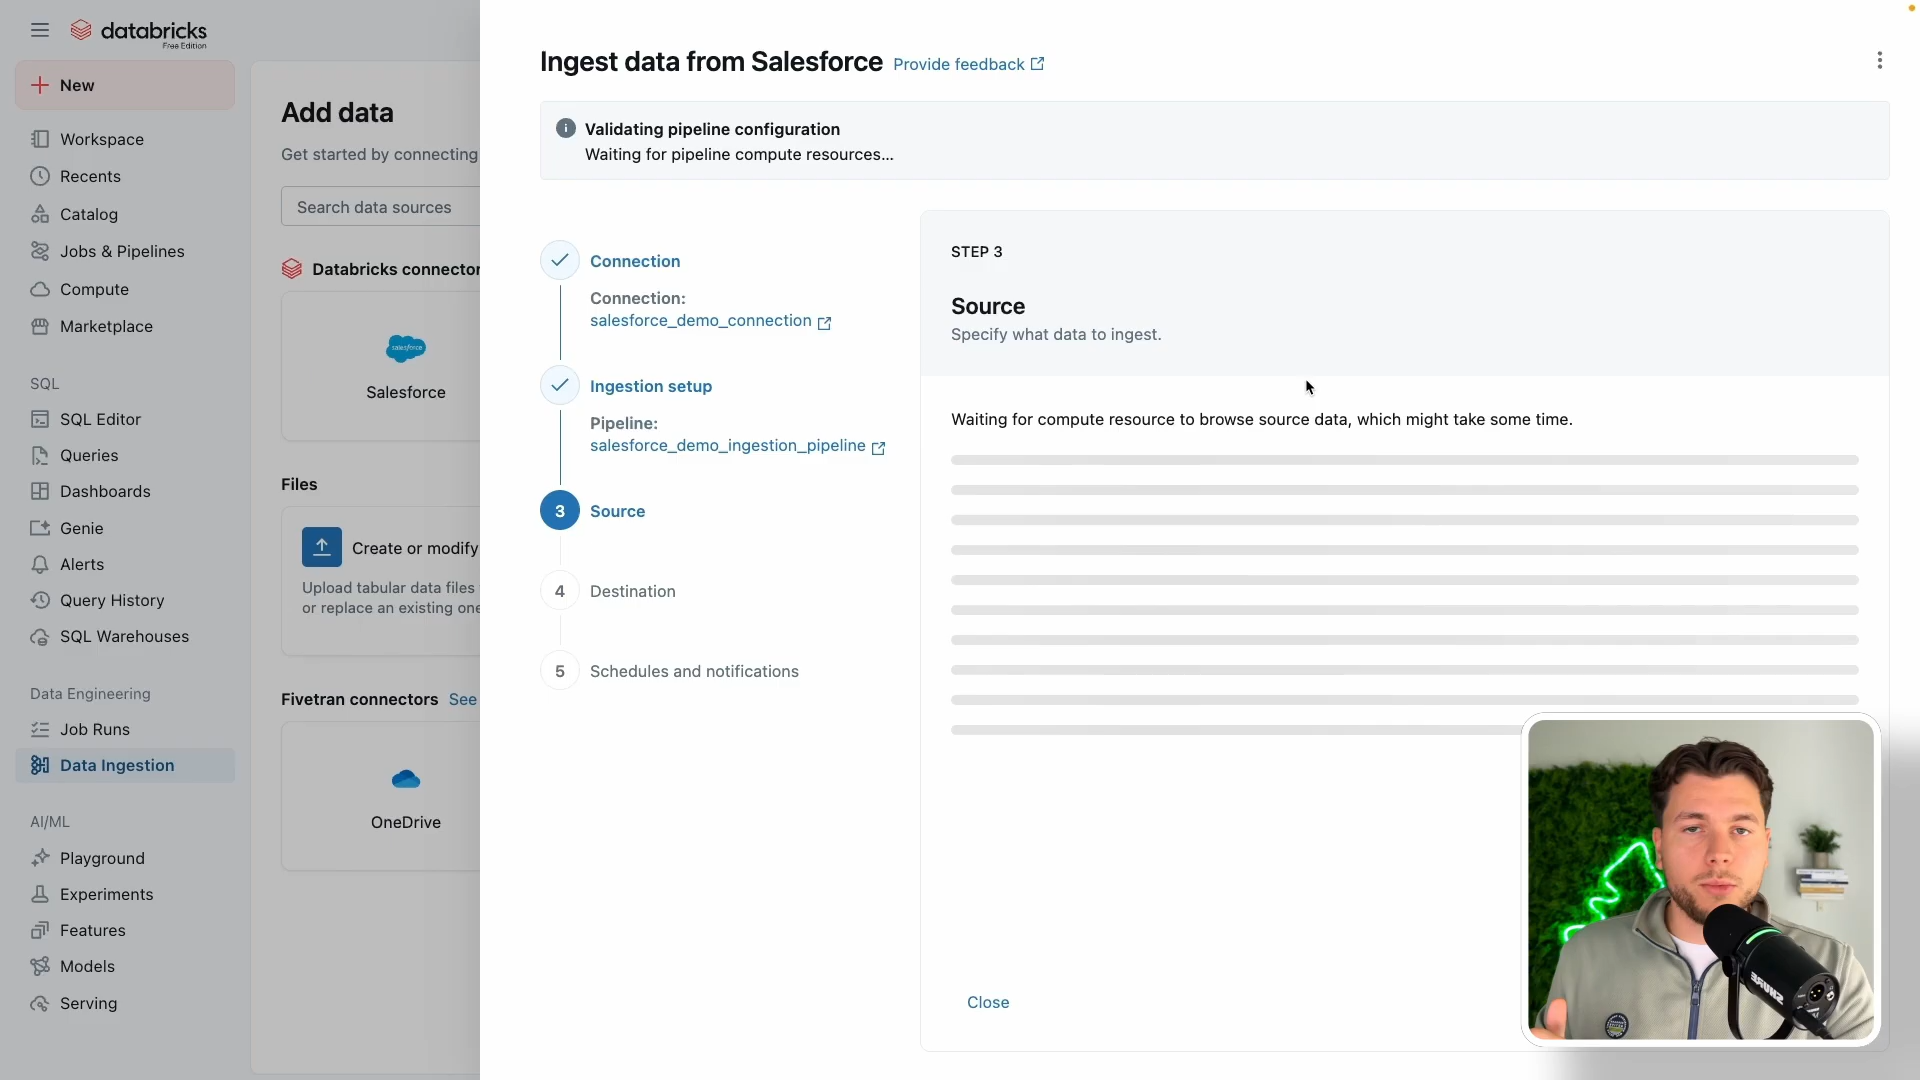 databricks
Free Edition
New
Workspace
Recents
Catalog
Jobs & Pipelines
Compute
Marketplace
SQL
SQL Editor
Queries
Dashboards
Genie
Alerts
Query History
SQL Warehouses
Data Engineering
Job Runs
Data Ingestion
AI/ML
Playground
Experiments
Features
Models
Serving
Add data
Get started by connecting
Search data sources
Databricks connector
salesforce
Salesforce
Files
Create or modify
Upload tabular data files
or replace an existing one
Fivetran connectors See
OneDrive
Ingest data from Salesforce Provide feedback
Validating pipeline configuration
Waiting for pipeline compute resources...
Connection
Connection:
salesforce_demo_connection
Ingestion setup
Pipeline:
salesforce_demo_ingestion_pipeline
3 Source
4 Destination
5 Schedules and notifications
STEP 3
Source
Specify what data to ingest.
Waiting for compute resource to browse source data, which might take some time.
Close
SHURE